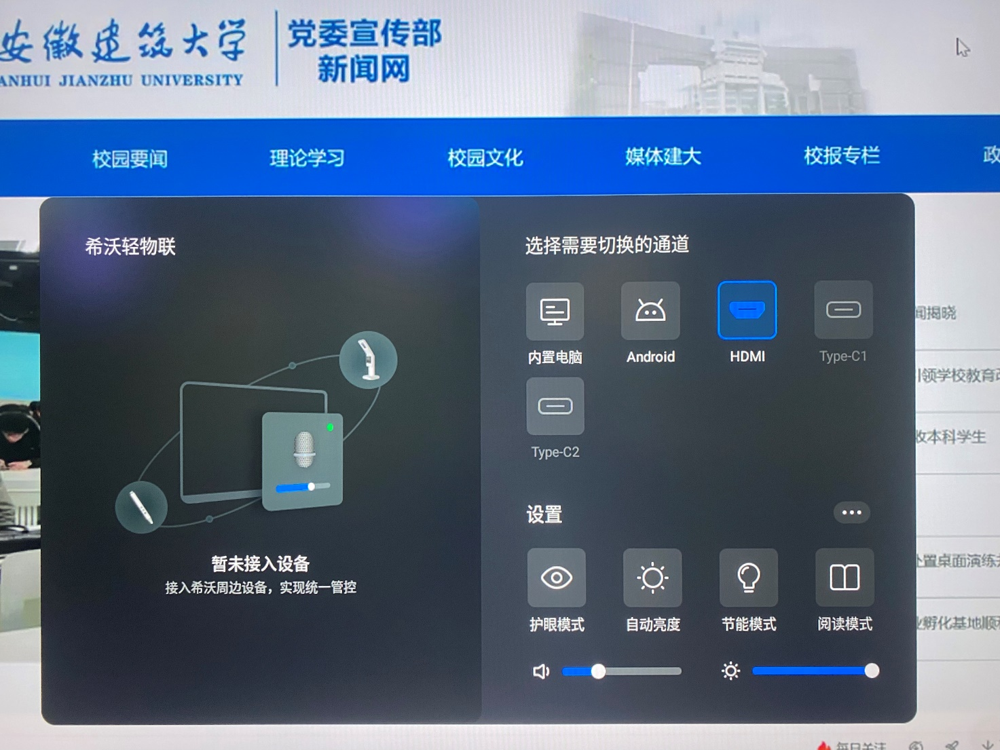 安徽建筑大学
党委宣传部
新闻网
ANHUI JIANZHU UNIVERSITY
校园要闻
理论学习
校园文化
媒体建大
校报专栏
政
希沃轻物联
暂未接入设备
接入希沃周边设备，实现统一管控
选择需要切换的通道
内置电脑
Android
HDMI
Type-C1
Type-C2
设置
护眼模式
自动亮度
节能模式
阅读模式
闻揭晓
引领学校教育
收本科学生
处置桌面演练
业孵化基地顺
每日关注